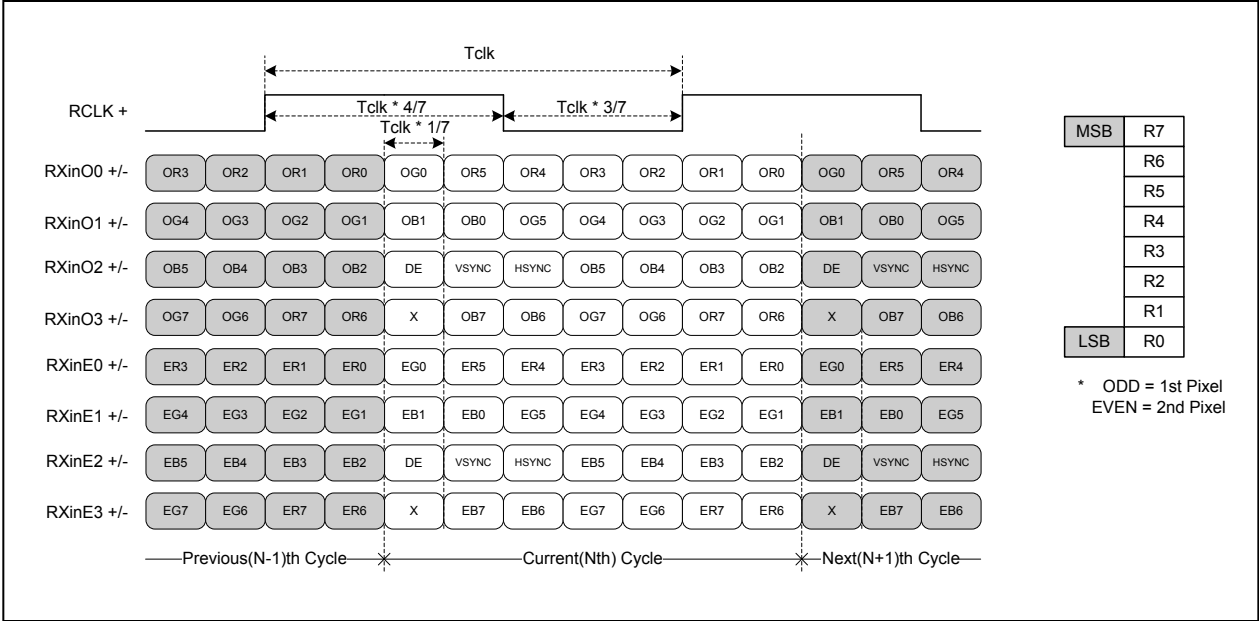 Tclk
RCLK +
Tclk * 4/7
Tclk * 3/7
Tclk * 1/7
RXinO0 +/- OR3 OR2 OR1 OR0 OG0 OR5 OR4 OR3 OR2 OR1 OR0 OG0 OR5 OR4
RXinO1 +/- OG4 OG3 OG2 OG1 OB1 OB0 OG5 OG4 OG3 OG2 OG1 OB1 OB0 OG5
RXinO2 +/- OB5 OB4 OB3 OB2 DE VSYNC HSYNC OB5 OB4 OB3 OB2 DE VSYNC HSYNC
RXinO3 +/- OG7 OG6 OR7 OR6 X OB7 OB6 OG7 OG6 OR7 OR6 X OB7 OB6
RXinE0 +/- ER3 ER2 ER1 ER0 EG0 ER5 ER4 ER3 ER2 ER1 ER0 EG0 ER5 ER4
RXinE1 +/- EG4 EG3 EG2 EG1 EB1 EB0 EG5 EG4 EG3 EG2 EG1 EB1 EB0 EG5
RXinE2 +/- EB5 EB4 EB3 EB2 DE VSYNC HSYNC EB5 EB4 EB3 EB2 DE VSYNC HSYNC
RXinE3 +/- EG7 EG6 ER7 ER6 X EB7 EB6 EG7 EG6 ER7 ER6 X EB7 EB6
Previous(N-1)th Cycle Current(Nth) Cycle Next(N+1)th Cycle
MSB R7
R6
R5
R4
R3
R2
R1
LSB R0
* ODD = 1st Pixel
EVEN = 2nd Pixel